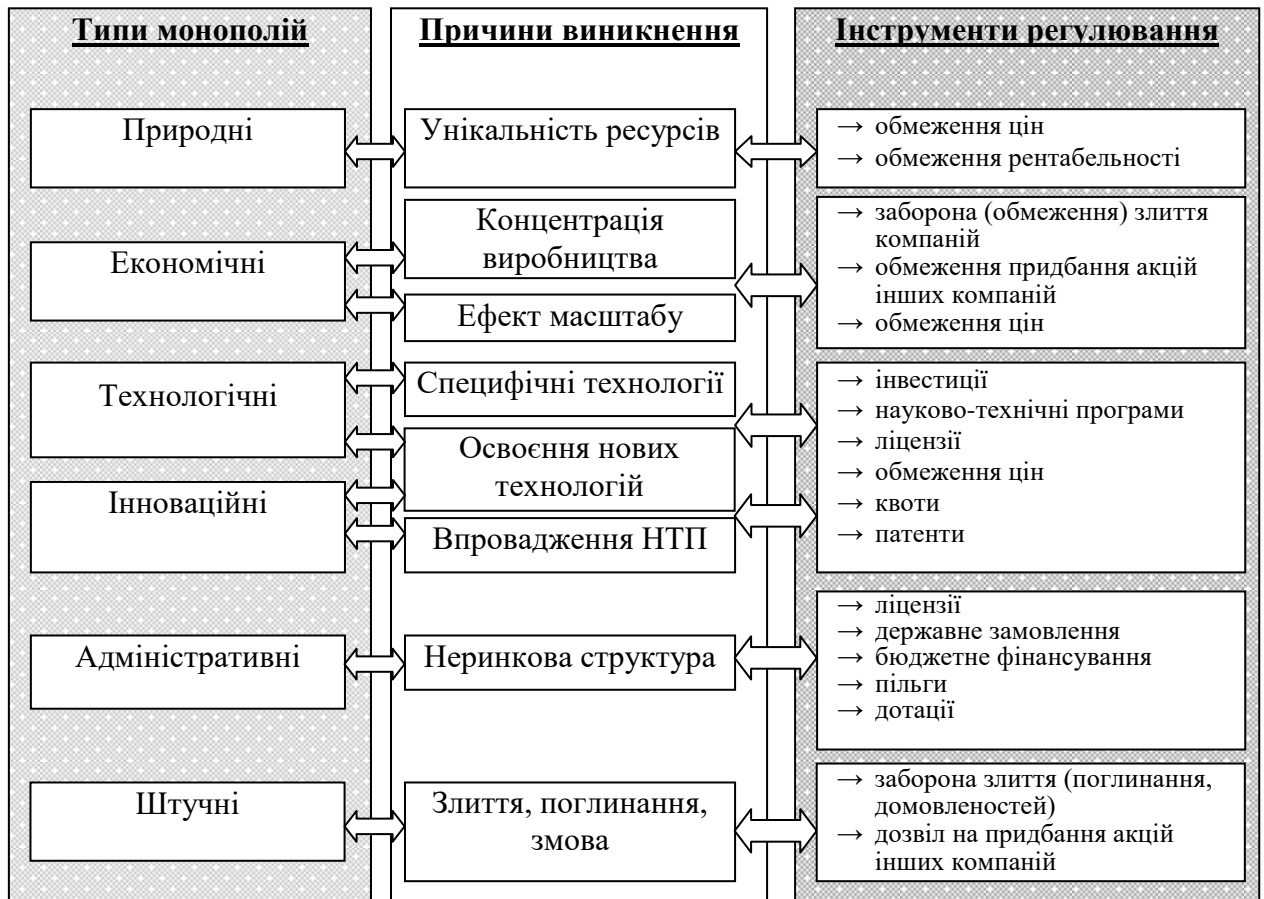 Типи монополій
Природні
Економічні
Технологічні
Інноваційні
Адміністративні
Штучні
Причини виникнення
Унікальність ресурсів
Концентрація
виробництва
Ефект масштабу
Специфічні технології
Освоєння нових
технологій
Впровадження НТП
Неринкова структура
Злиття, поглинання,
змова
Інструменти регулювання
→ обмеження цін
→ обмеження рентабельності
→ заборона (обмеження) злиття
компаній
→ обмеження придбання акцій
інших компаній
→ обмеження цін
→ інвестиції
→ науково-технічні програми
→ ліцензії
→ обмеження цін
→ квоти
→ патенти
→ ліцензії
→ державне замовлення
→ бюджетне фінансування
→ пільги
→ дотації
→ заборона злиття (поглинання,
домовленостей)
→ дозвіл на придбання акцій
інших компаній